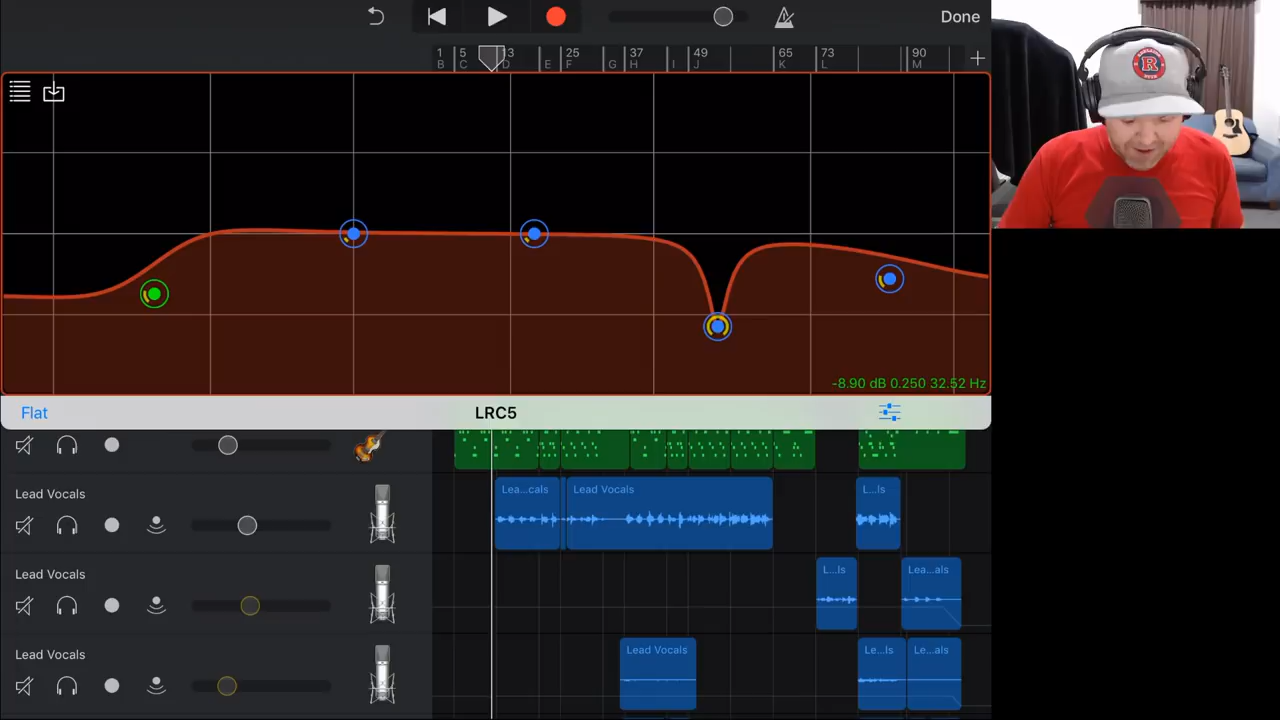 Done
1 5 13 25 37 49 65 73 90
B C D E F G H I J K L M
R
-8.90 dB 0.250 32.52 Hz
Flat LRC5
Lead Vocals
Lea...cals Lead Vocals L...ls
Lead Vocals
L...ls Lea...als
Lead Vocals
Lead Vocals Le...ls Le...als